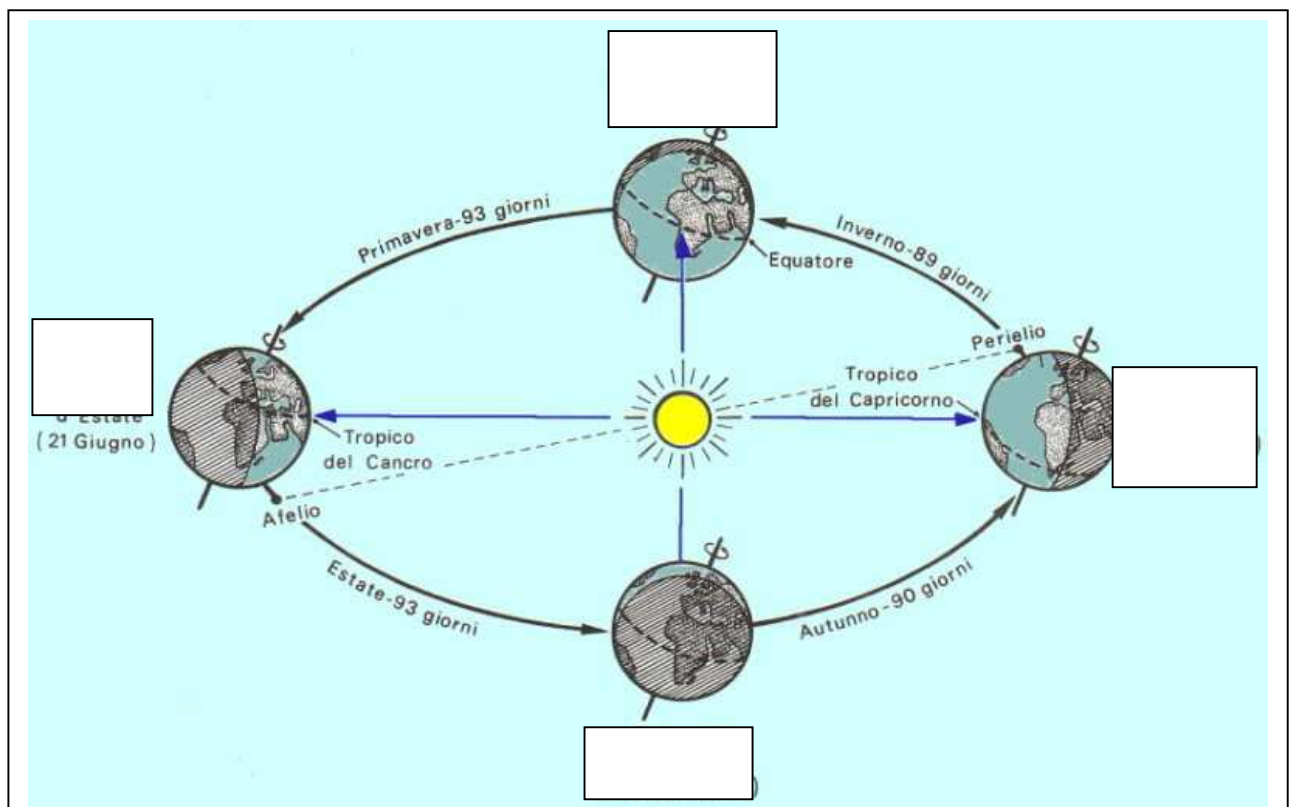 Primavera-93 giorni
Inverno-89 giorni
Equatore
Perielio
Tropico
del Capricorno
d'Estate
(21 Giugno)
Tropico
del Cancro
Afelio
Estate-93 giorni
Autunno-90 giorni